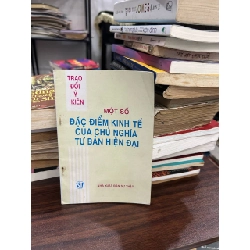 TRAO
ĐỔI
Ý
KIẾN
MỘT SỐ
ĐẶC ĐIỂM KINH TẾ
CỦA CHỦ NGHĨA
TƯ BẢN HIỆN ĐẠI